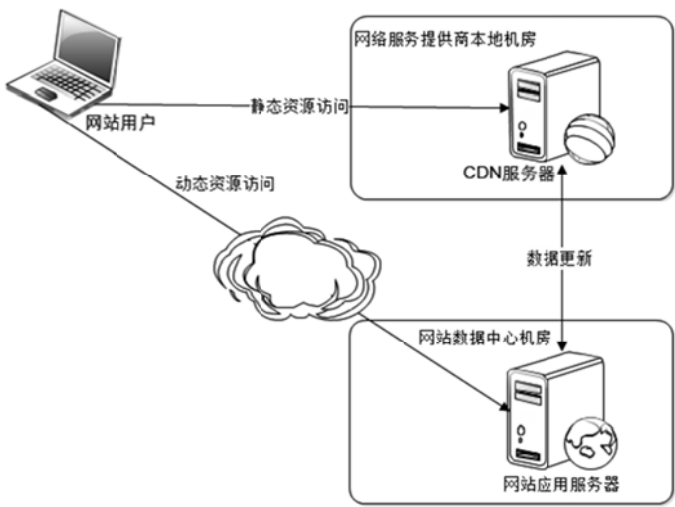 网络服务提供商本地机房
静态资源访问
网站用户
CDN服务器
动态资源访问
数据更新
网站数据中心机房
网站应用服务器